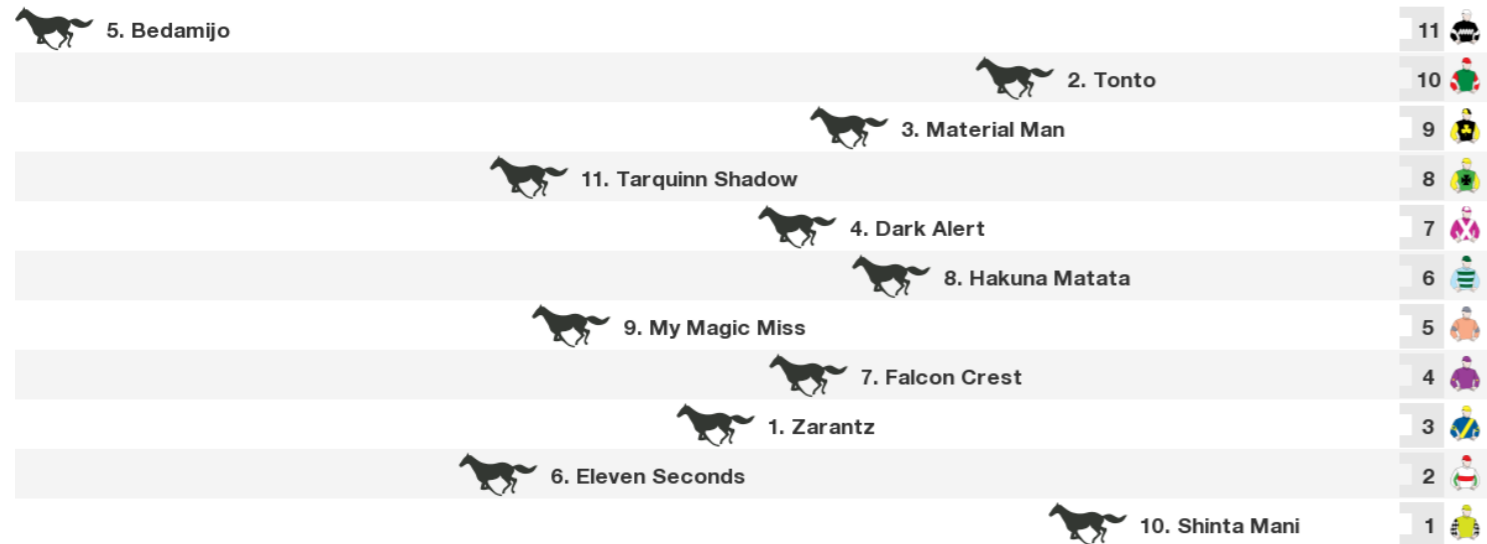 5. Bedamijo 11
2. Tonto 10
3. Material Man 9
11. Tarquinn Shadow 8
4. Dark Alert 7
8. Hakuna Matata 6
9. My Magic Miss 5
7. Falcon Crest 4
1. Zarantz 3
6. Eleven Seconds 2
10. Shinta Mani 1